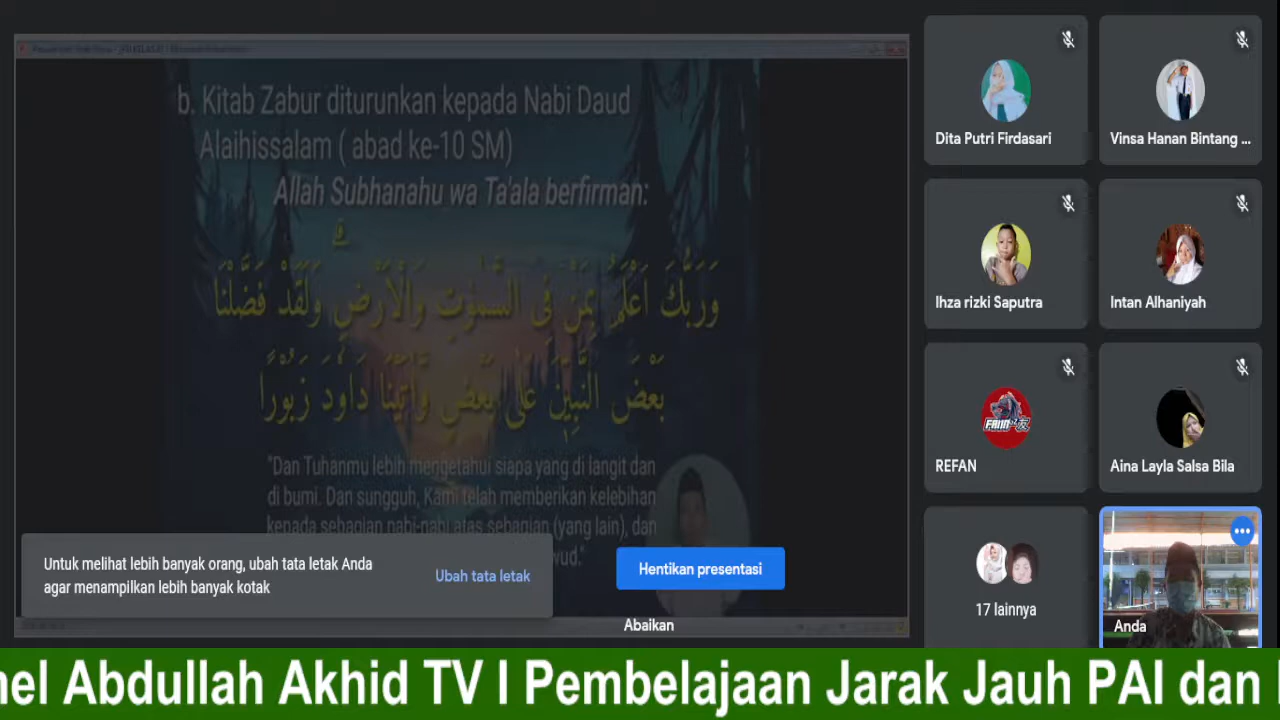 b. Kitab Zabur diturunkan kepada Nabi Daud
Alaihissalam ( abad ke-10 SM)
Allah Subhanahu wa Ta'ala berfirman:
وَرَبُّكَ اَعْلَمُ بِمَنْ فِى السَّمٰوٰتِ وَالْاَرْضِۗ وَلَقَدْ فَضَّلْنَا
بَعْضَ النَّبِيّٖنَ عَلٰى بَعْضٍ وَّاٰتَيْنَا دَاوٗدَ زَبُوْرًا
"Dan Tuhanmu lebih mengetahui siapa yang di langit dan
di bumi. Dan sungguh, Kami telah memberikan kelebihan
kepada sebagian nabi-nabi atas sebagian (yang lain), dan
wud."
Untuk melihat lebih banyak orang, ubah tata letak Anda
agar menampilkan lebih banyak kotak
Ubah tata letak
Hentikan presentasi
Abaikan
Dita Putri Firdasari
Vinsa Hanan Bintang ...
Ihza rizki Saputra
Intan Alhaniyah
REFAN
Aina Layla Salsa Bila
17 lainnya
Anda
nel Abdullah Akhid TV I Pembelajaan Jarak Jauh PAI dan